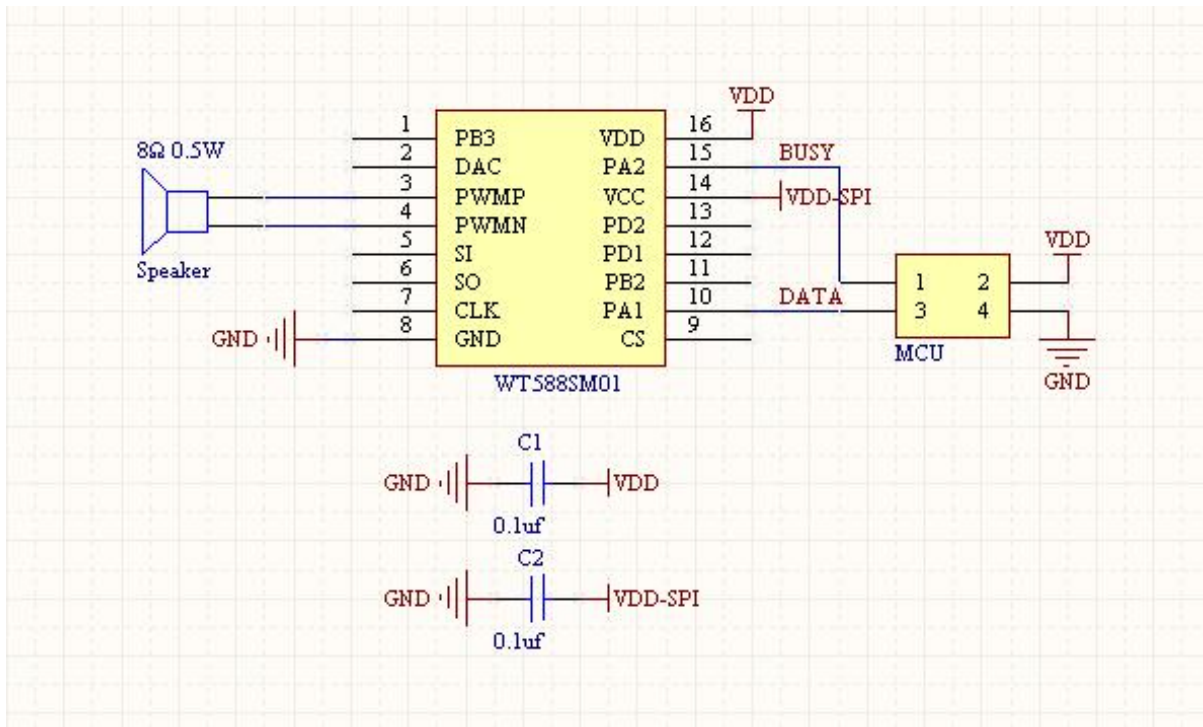 VDD
8Ω 0.5W
Speaker
1 PB3 VDD 16
2 DAC PA2 15 BUSY
3 PWMP VCC 14 VDD-SPI
4 PWMN PD2 13
5 SI PD1 12
6 SO PB2 11
7 CLK PA1 10 DATA
GND 8 GND CS 9
WT588SM01
VDD
1 2
3 4
MCU
GND
C1
GND VDD
0.1uf
C2
GND VDD-SPI
0.1uf